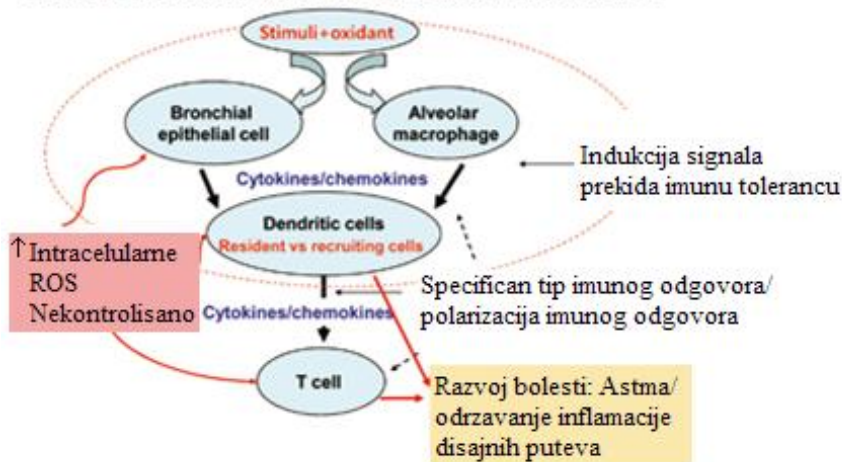 Stimuli+oxidant
Bronchial
epithelial cell
Alveolar
macrophage
Indukcija signala
prekida imunu tolerancu
Cytokines/chemokines
Dendritic cells
Resident vs recruiting cells
↑Intracelularne
ROS
Nekontrolisano
Specifican tip imunog odgovora/
polarizacija imunog odgovora
Cytokines/chemokines
T cell
Razvoj bolesti: Astma/
odrzavanje inflamacije
disajnih puteva